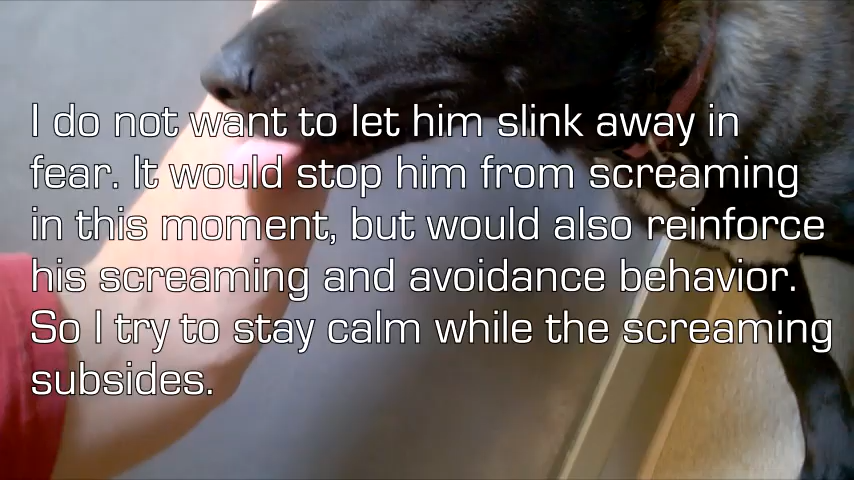 I do not want to let him slink away in
fear. It would stop him from screaming
in this moment, but would also reinforce
his screaming and avoidance behavior.
So I try to stay calm while the screaming
subsides.